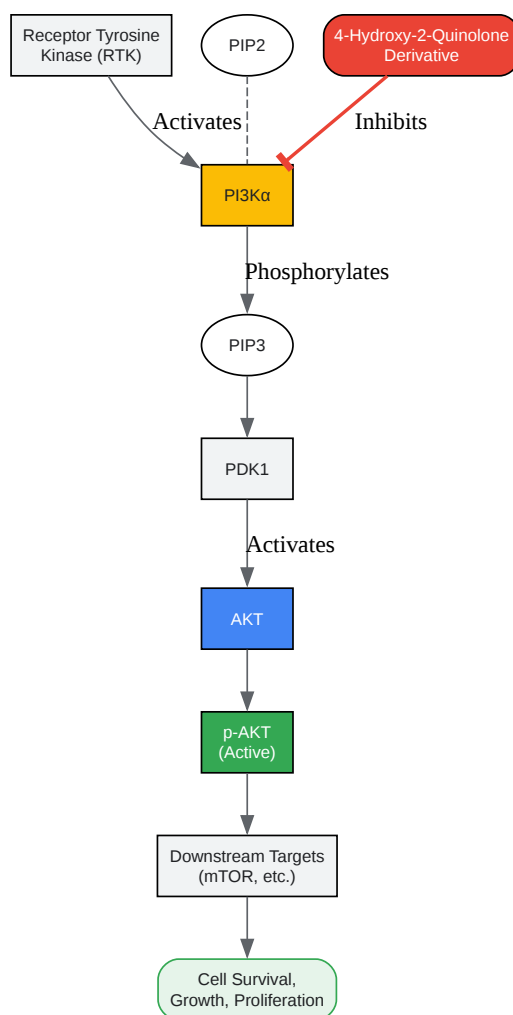 Receptor Tyrosine
Kinase (RTK)
PIP2
4-Hydroxy-2-Quinolone
Derivative
Activates
Inhibits
PI3Kα
Phosphorylates
PIP3
PDK1
Activates
AKT
p-AKT
(Active)
Downstream Targets
(mTOR, etc.)
Cell Survival,
Growth, Proliferation